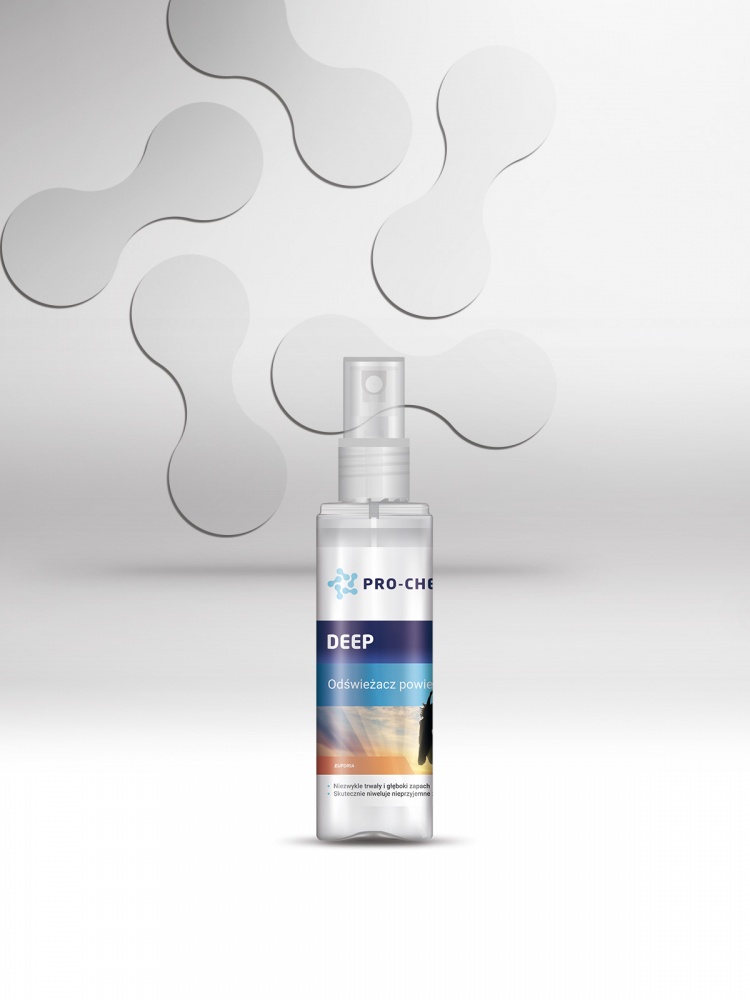 PRO-CHE
DEEP
Odświeżacz powie
EUFORIA
Niezwykle trwały i głęboki zapach
Skutecznie niweluje nieprzyjemne